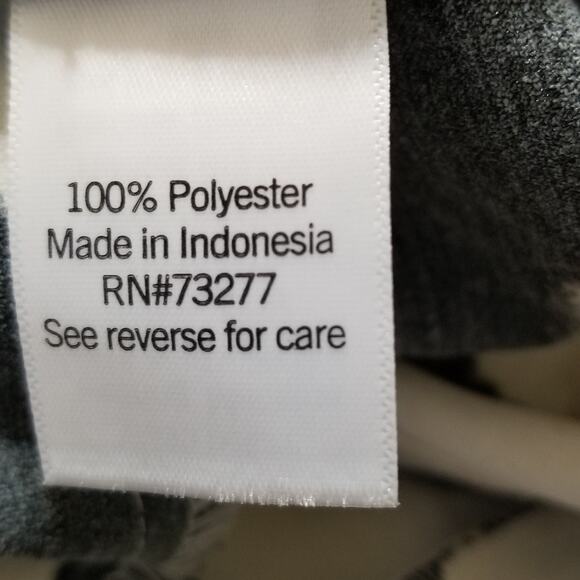 100% Polyester
Made in Indonesia
RN#73277
See reverse for care